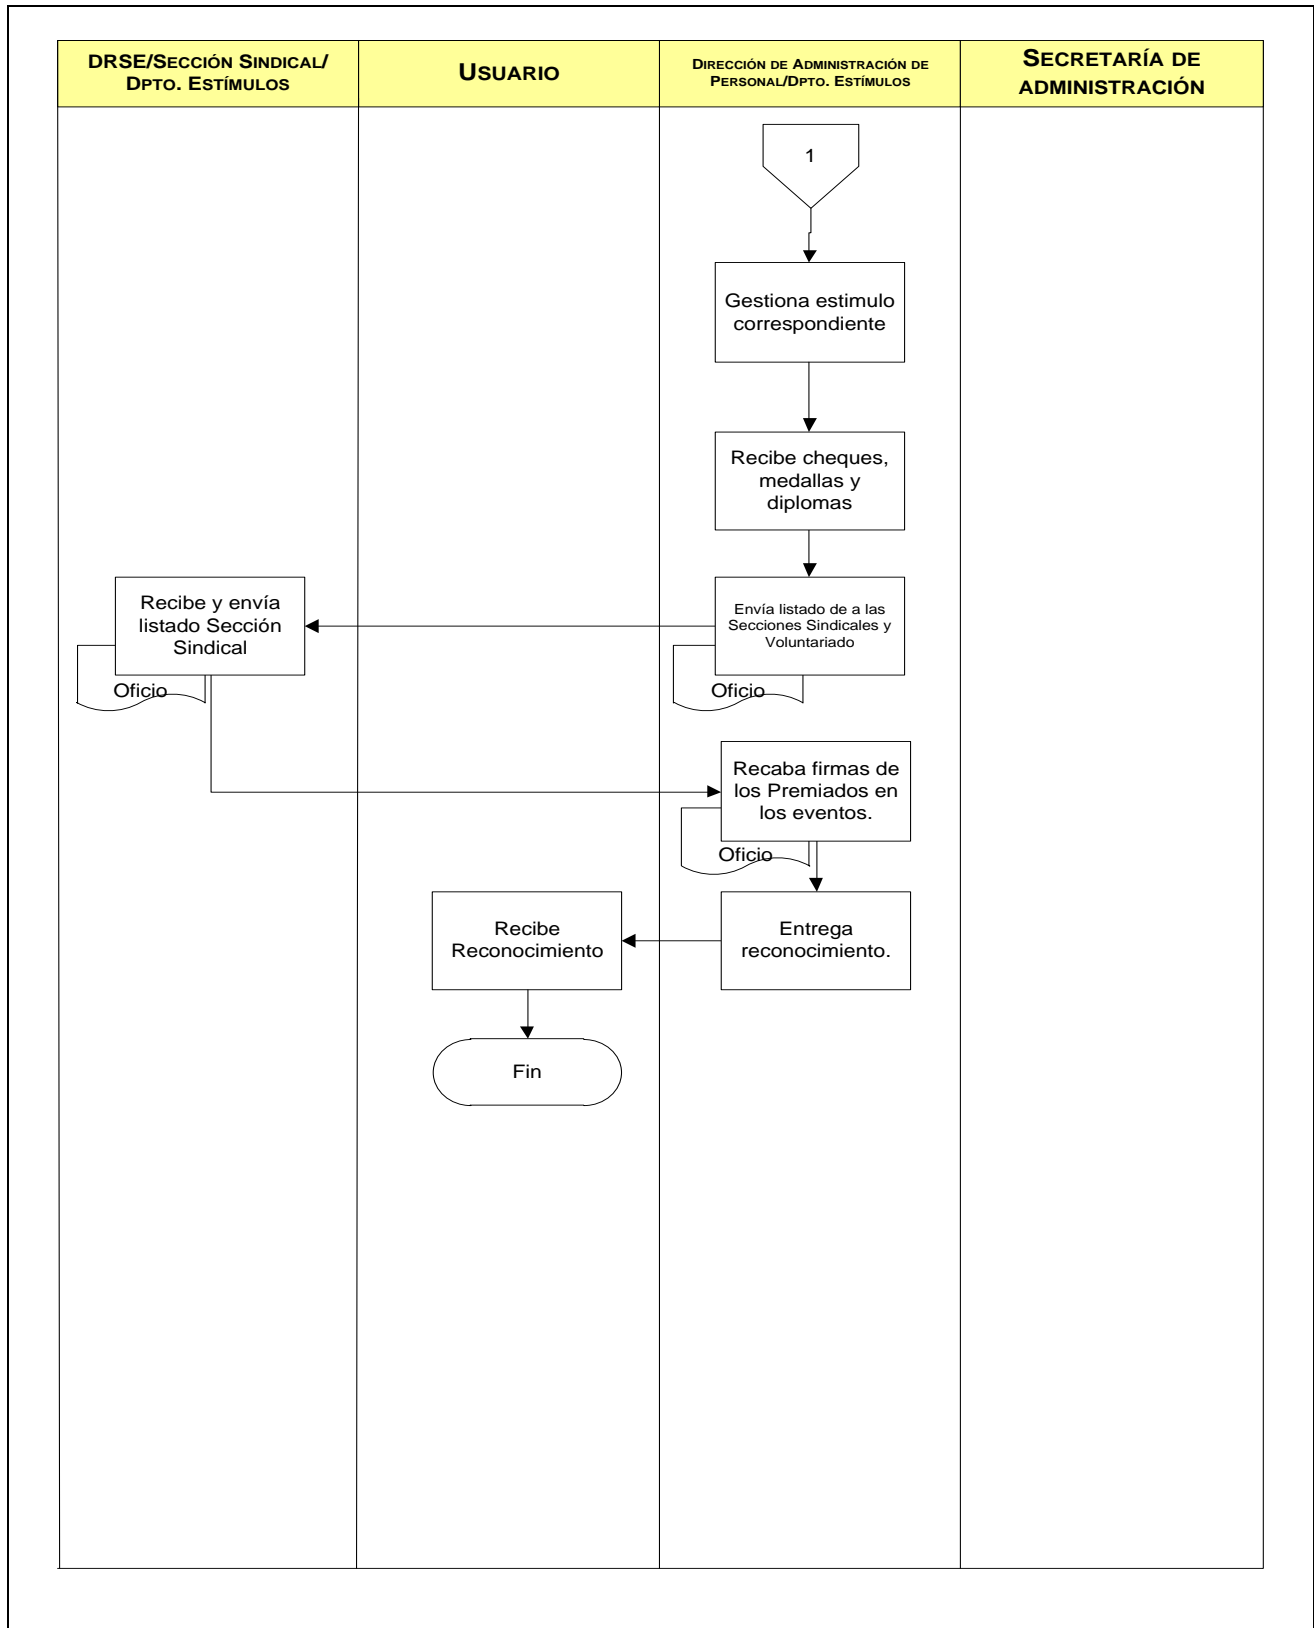 DRSE/SECCIÓN SINDICAL/
DPTO. ESTÍMULOS
USUARIO
DIRECCIÓN DE ADMINISTRACIÓN DE
PERSONAL/DPTO. ESTÍMULOS
SECRETARÍA DE
ADMINISTRACIÓN
1
Gestiona estimulo
correspondiente
Recibe cheques,
medallas y
diplomas
Recibe y envía
listado Sección
Sindical
Oficio
Envía listado de a las
Secciones Sindicales y
Voluntariado
Oficio
Recaba firmas de
los Premiados en
los eventos.
Oficio
Recibe
Reconocimiento
Entrega
reconocimiento.
Fin